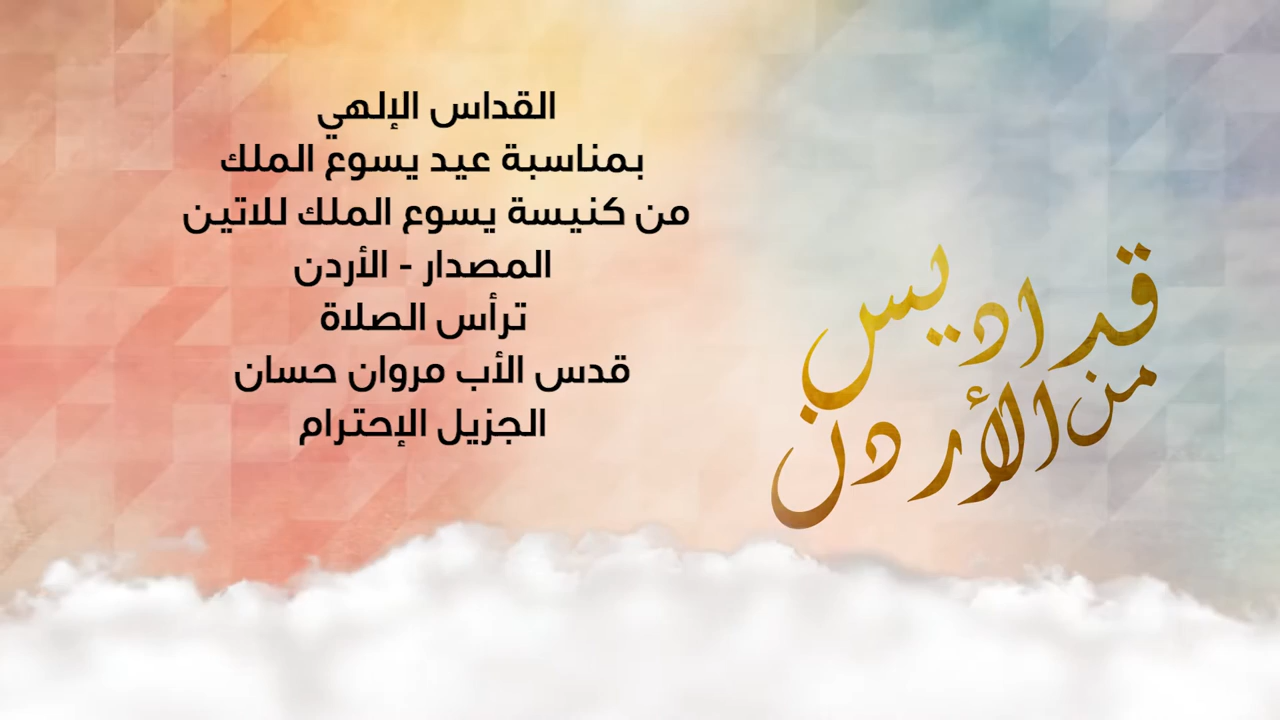 القداس الإلهي
بمناسبة عيد يسوع الملك
من كنيسة يسوع الملك للاتين
المصدار - الأردن
ترأس الصلاة
قدس الأب مروان حسان
الجزيل الإحترام
قداديس
من الأردن